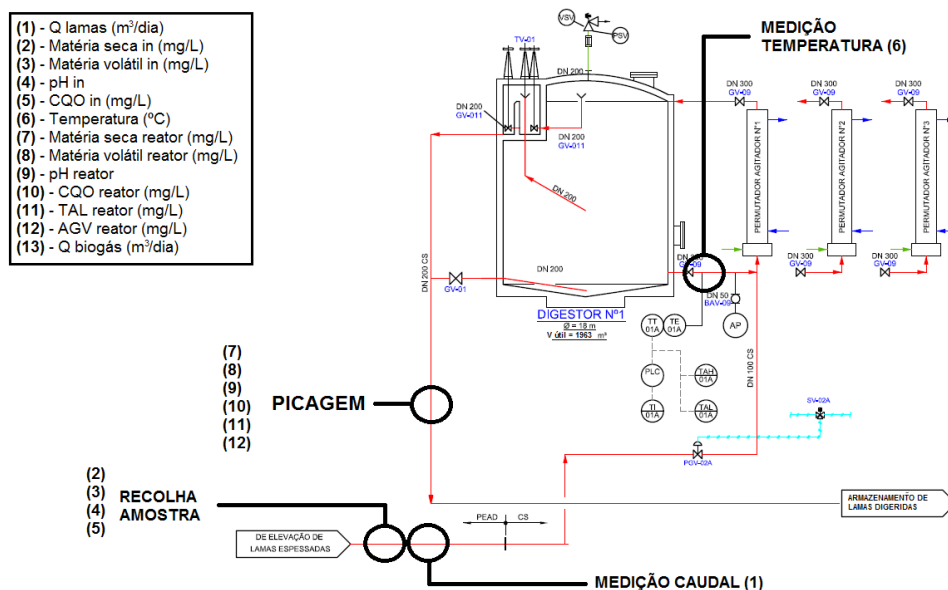 (1) - Q lamas (m³/dia)
(2) - Matéria seca in (mg/L)
(3) - Matéria volátil in (mg/L)
(4) - pH in
(5) - CQO in (mg/L)
(6) - Temperatura (ºC)
(7) - Matéria seca reator (mg/L)
(8) - Matéria volátil reator (mg/L)
(9) - pH reator
(10) - CQO reator (mg/L)
(11) - TAL reator (mg/L)
(12) - AGV reator (mg/L)
(13) - Q biogás (m³/dia)
VSV
PSV
TV-01
DN 200
MEDIÇÃO
TEMPERATURA (6)
DN 200
GV-011
DN 200
GV-011
DN 200
DN 300
GV-09
DN 300
GV-09
DN 300
GV-09
PERMUTADOR AGITADOR Nº1
PERMUTADOR AGITADOR Nº2
PERMUTADOR AGITADOR Nº3
DN 200 CS
GV-01
DN 200
GV-09
DN 300
GV-09
DN 300
GV-09
DN 50
BAV-09
DIGESTOR Nº1
Ø = 18 m
V útil = 1963 m³
TT
01A
TE
01A
AP
PLC
TAH
01A
TI
01A
TAL
01A
DN 100 CS
(7)
(8)
(9)
(10)
(11)
(12)
PICAGEM
SV-02A
PGV-02A
(2)
(3)
(4)
(5)
RECOLHA
AMOSTRA
PEAD
CS
ARMAZENAMENTO DE
LAMAS DIGERIDAS
DE ELEVAÇÃO DE
LAMAS ESPESSADAS
MEDIÇÃO CAUDAL (1)